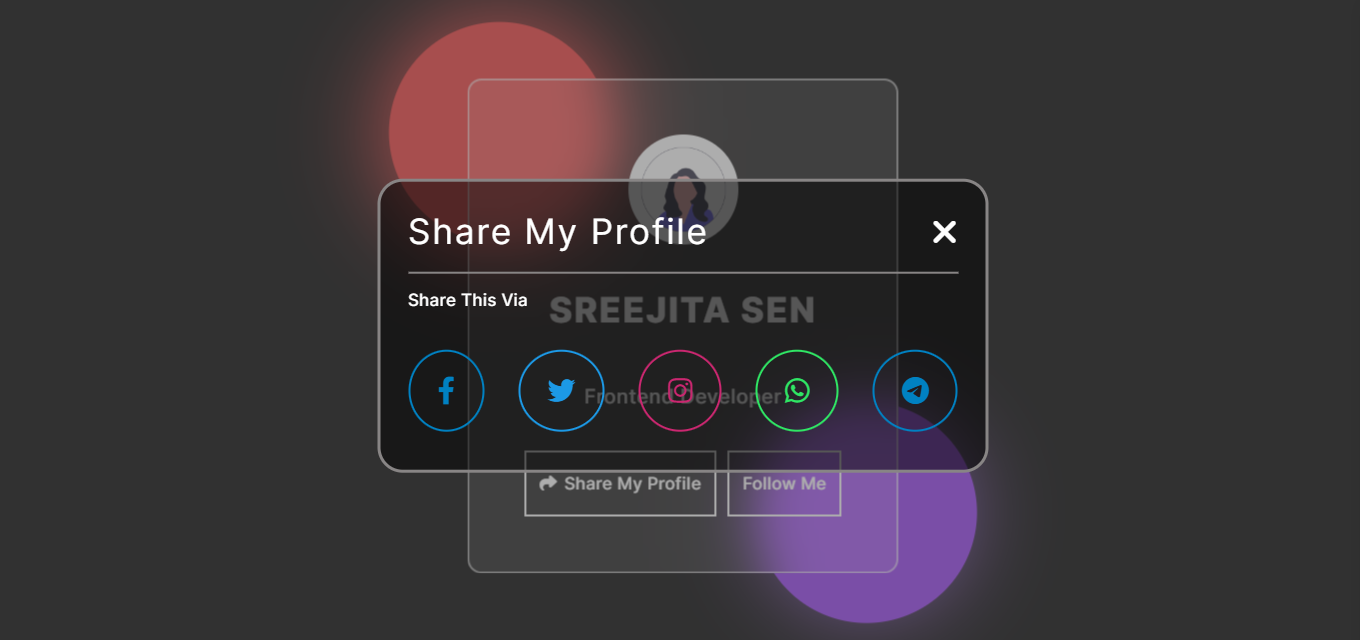 Share My Profile
Share This Via
SREEJITA SEN
Frontend Developer
Share My Profile
Follow Me